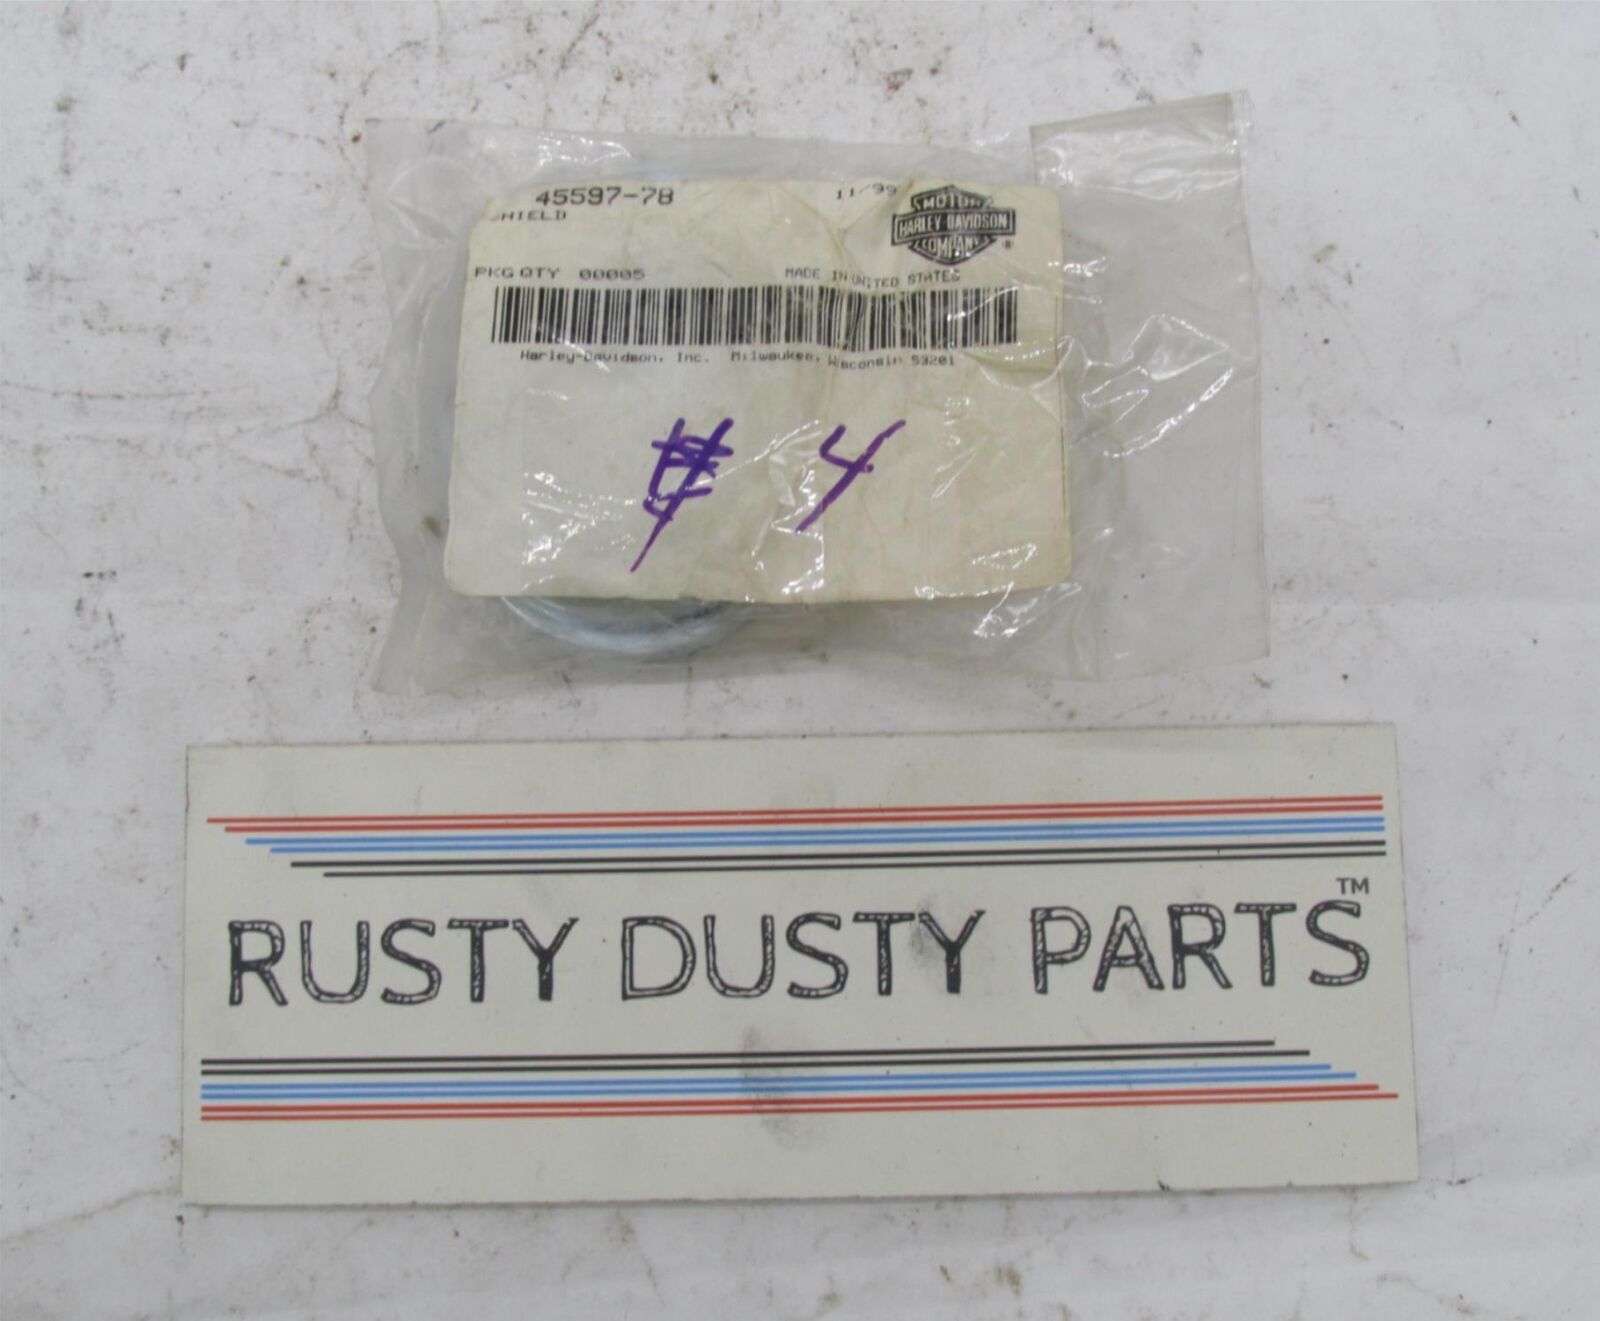 45597-78 11/99
SHIELD
MOTOR
HARLEY-DAVIDSON
COMPANY
®
PKG QTY 00005 MADE IN UNITED STATES
Harley-Davidson, Inc. Milwaukee, Wisconsin 53201
4
RUSTY DUSTY PARTS™